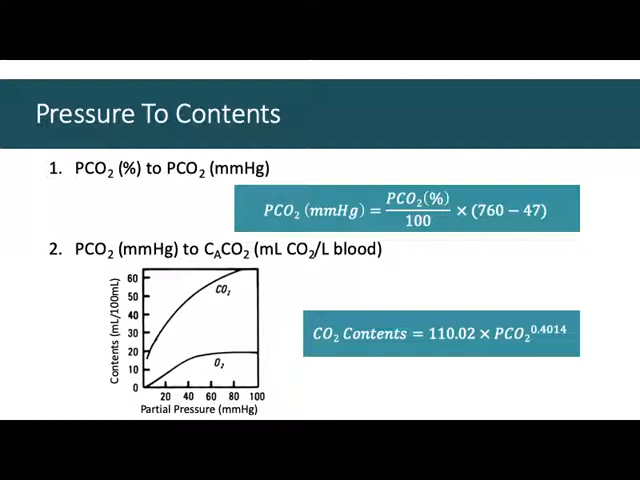 Pressure To Contents
1. PCO₂ (%) to PCO₂ (mmHg)
PCO₂ (mmHg) = PCO₂(%) / 100 × (760 − 47)
2. PCO₂ (mmHg) to CᴀCO₂ (mL CO₂/L blood)
Contents (mL/100mL)
60
50
40
30
20
10
0
CO₂
O₂
20 40 60 80 100
Partial Pressure (mmHg)
CO₂ Contents = 110.02 × PCO₂^0.4014